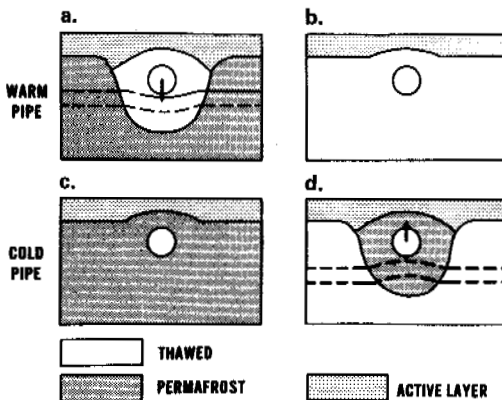 a.
b.
WARM
PIPE
c.
d.
COLD
PIPE
THAWED
PERMAFROST
ACTIVE LAYER